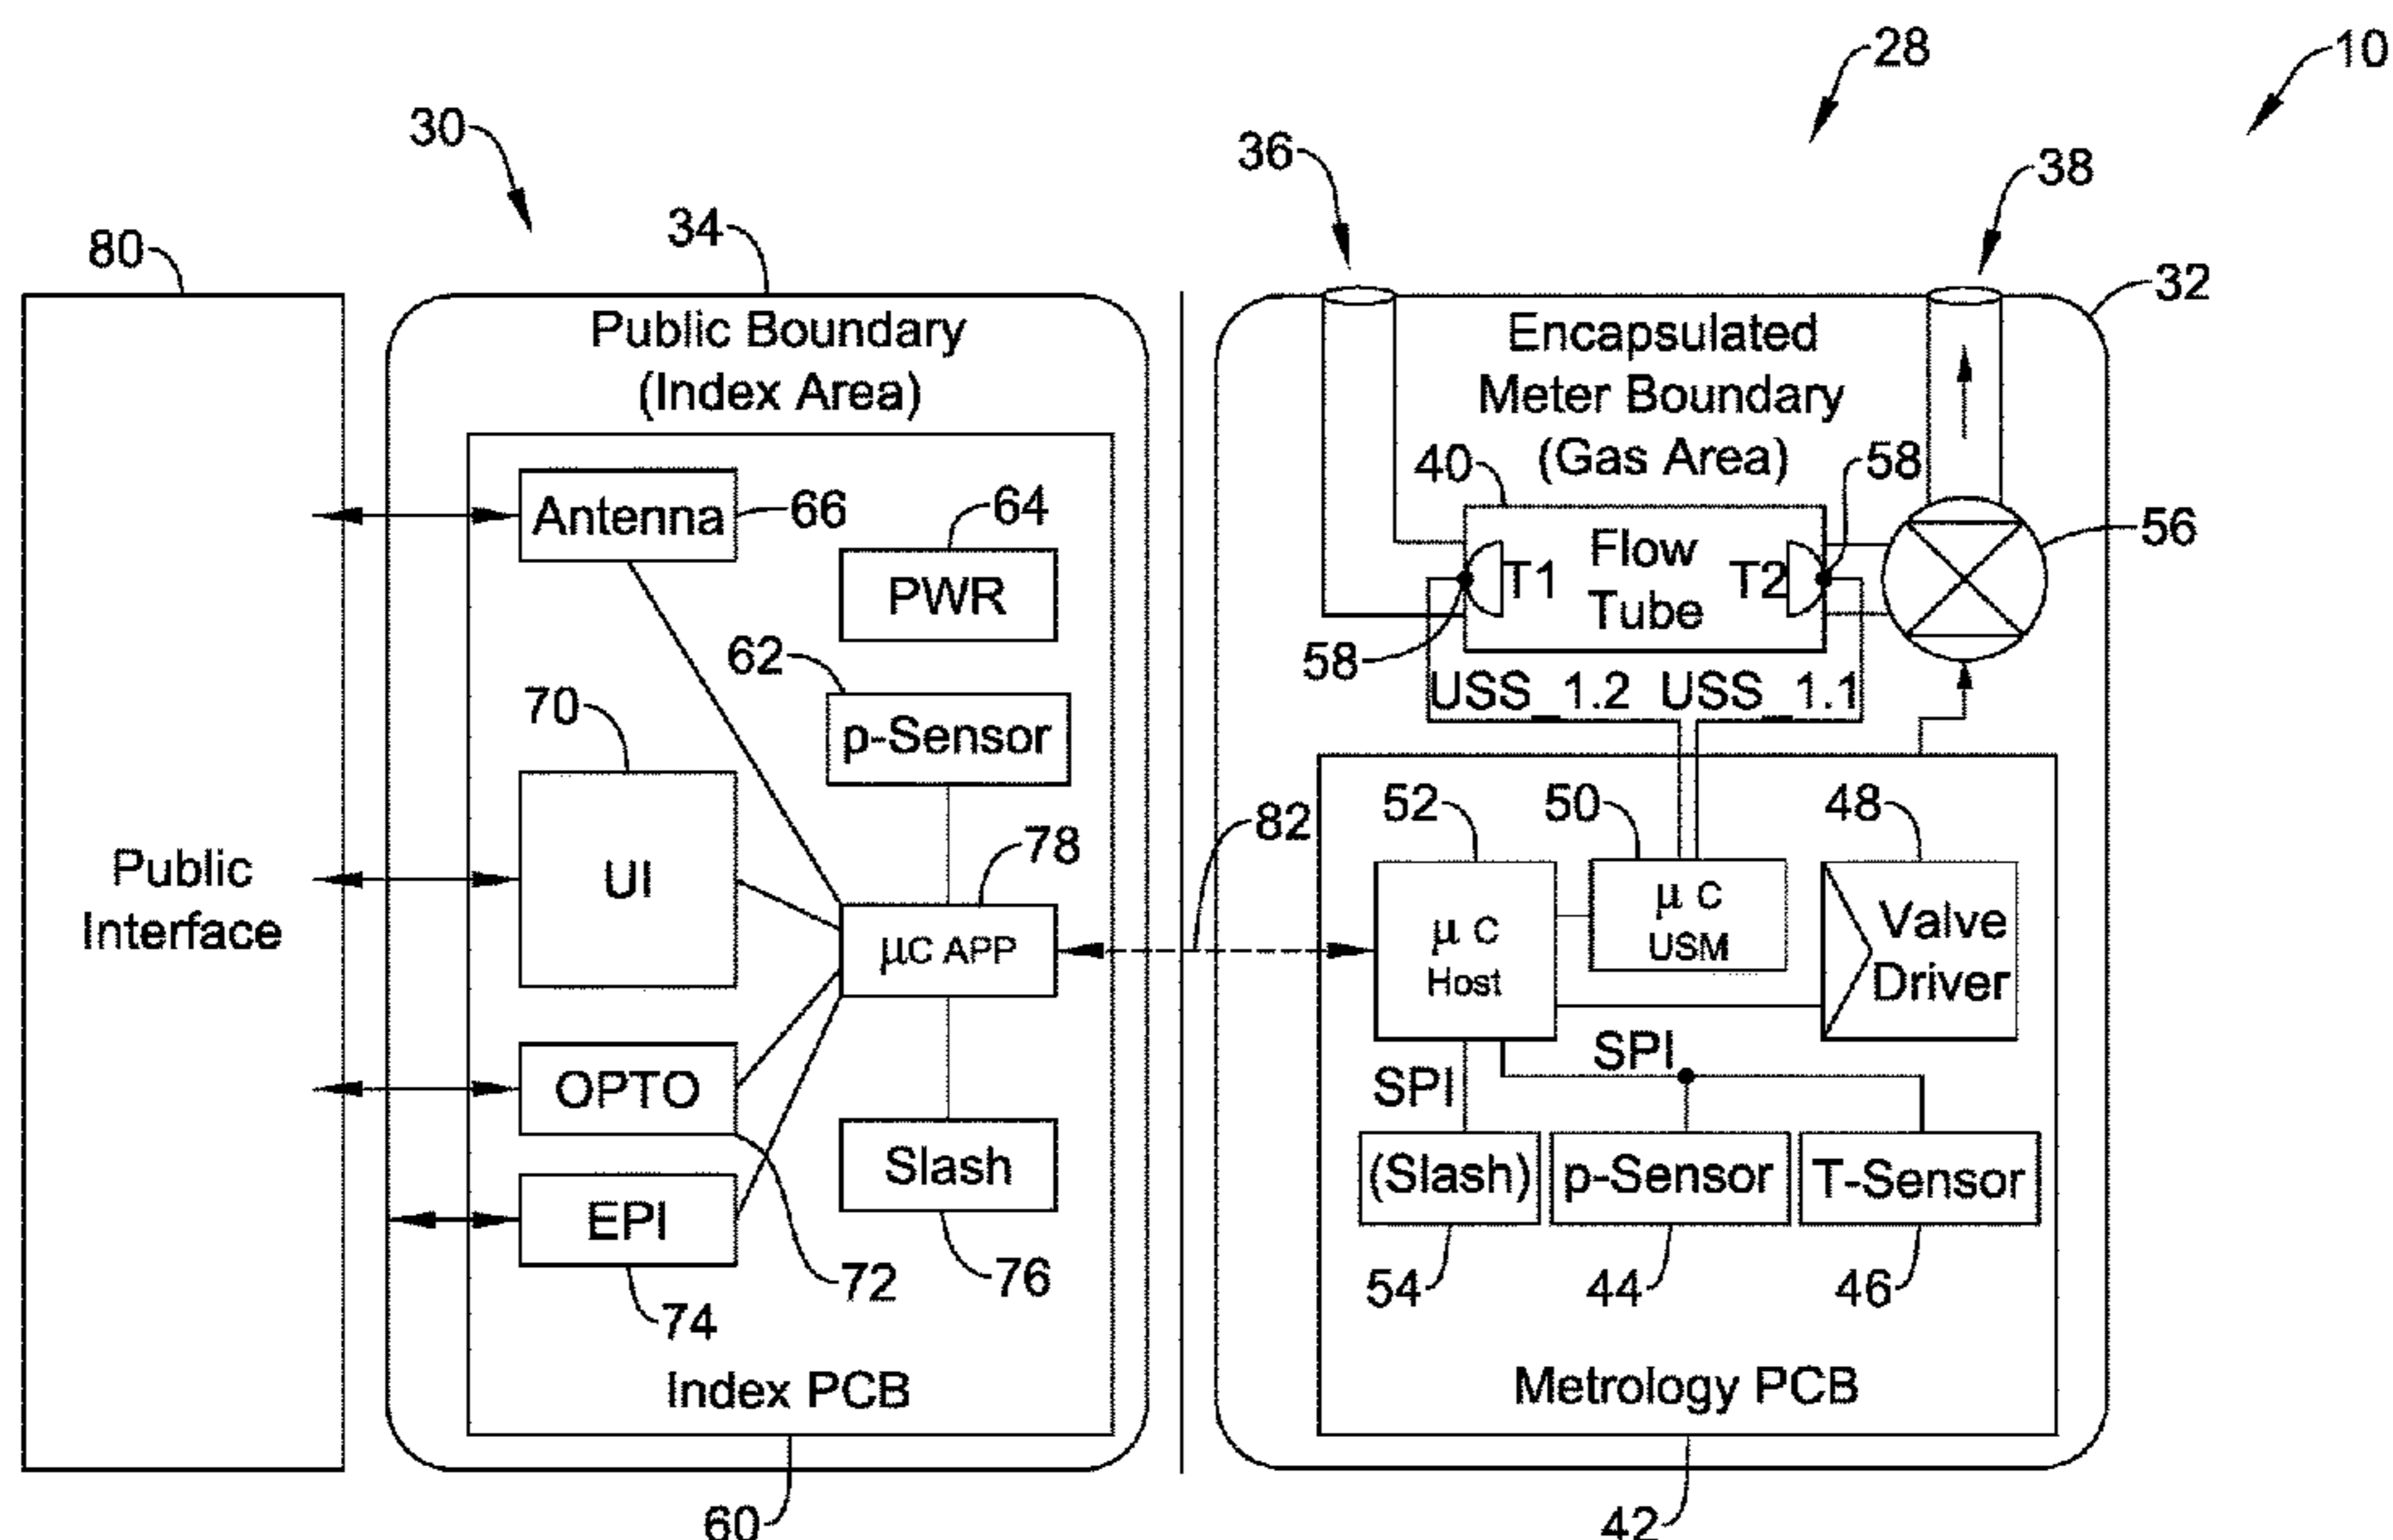 28
10
30
36
38
34
80
32
Public Boundary
(Index Area)
Encapsulated
Meter Boundary
(Gas Area)
40
58
Antenna
66
64
PWR
Flow
Tube
T1
T2
56
62
58
70
p-Sensor
USS_1.2
USS_1.1
UI
78
82
52
50
48
Public
Interface
µC APP
µ C
Host
µ C
USM
Valve
Driver
OPTO
SPI
SPI
Slash
(Slash)
p-Sensor
T-Sensor
EPI
72
76
54
44
46
74
Index PCB
Metrology PCB
60
42